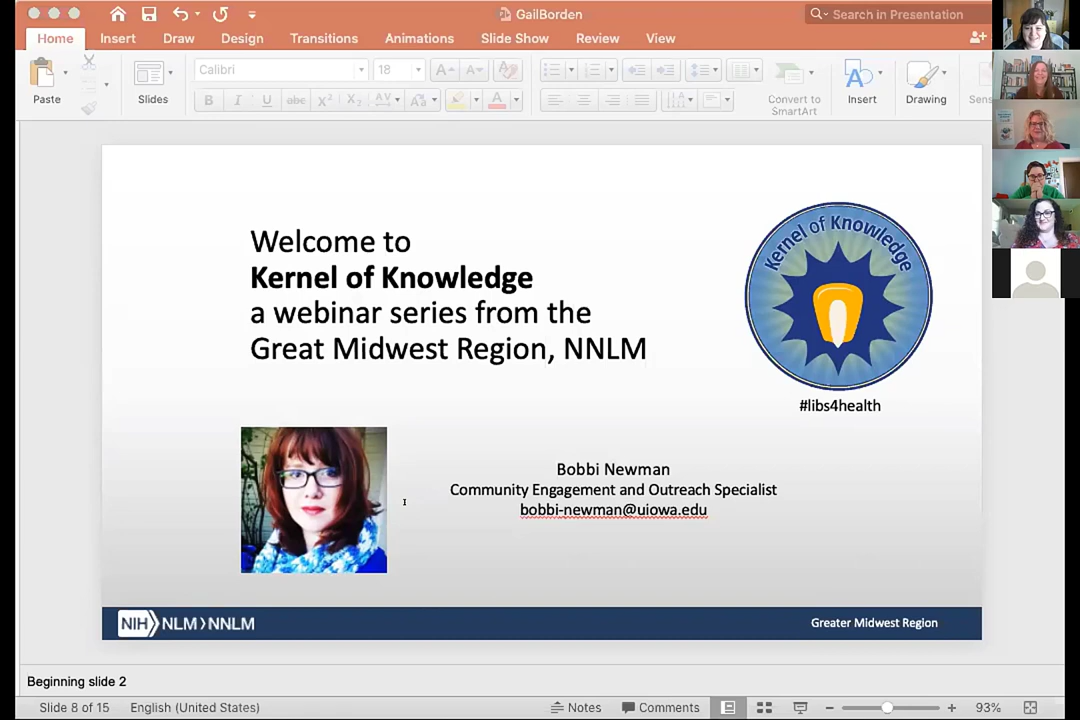 GailBorden
Search in Presentation
Home
Insert
Draw
Design
Transitions
Animations
Slide Show
Review
View
Paste
Slides
Calibri
18
Convert to
SmartArt
Insert
Drawing
Welcome to
Kernel of Knowledge
a webinar series from the
Great Midwest Region, NNLM
Kernel of Knowledge
#libs4health
Bobbi Newman
Community Engagement and Outreach Specialist
bobbi-newman@uiowa.edu
NIH NLM NNLM
Greater Midwest Region
Beginning slide 2
Slide 8 of 15
English (United States)
Notes
Comments
93%